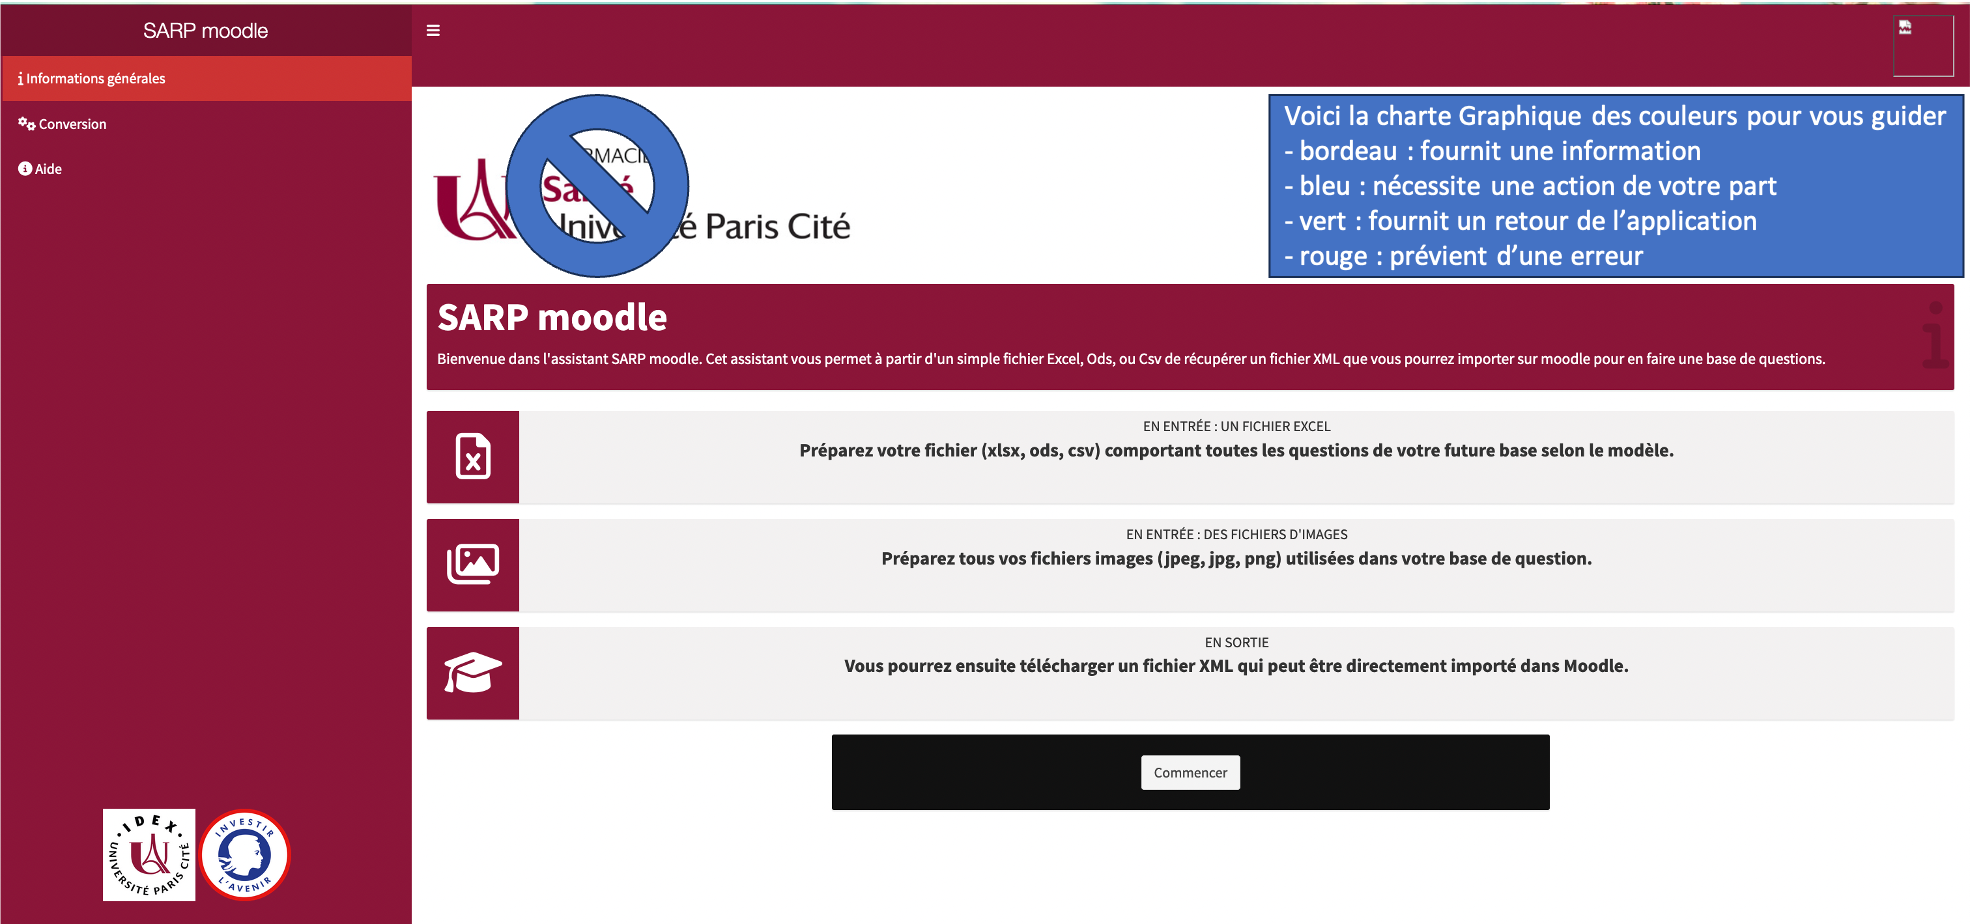 SARP moodle
Informations générales
Conversion
Aide
Santé
Université Paris Cité
Voici la charte Graphique des couleurs pour vous guider
- bordeau : fournit une information
- bleu : nécessite une action de votre part
- vert : fournit un retour de l’application
- rouge : prévient d’une erreur
SARP moodle
Bienvenue dans l'assistant SARP moodle. Cet assistant vous permet à partir d'un simple fichier Excel, Ods, ou Csv de récupérer un fichier XML que vous pourrez importer sur moodle pour en faire une base de questions.
EN ENTRÉE : UN FICHIER EXCEL
Préparez votre fichier (xlsx, ods, csv) comportant toutes les questions de votre future base selon le modèle.
EN ENTRÉE : DES FICHIERS D'IMAGES
Préparez tous vos fichiers images (jpeg, jpg, png) utilisées dans votre base de question.
EN SORTIE
Vous pourrez ensuite télécharger un fichier XML qui peut être directement importé dans Moodle.
Commencer
IDEX
UNIVERSITÉ PARIS CITÉ
INVESTIR
L'AVENIR